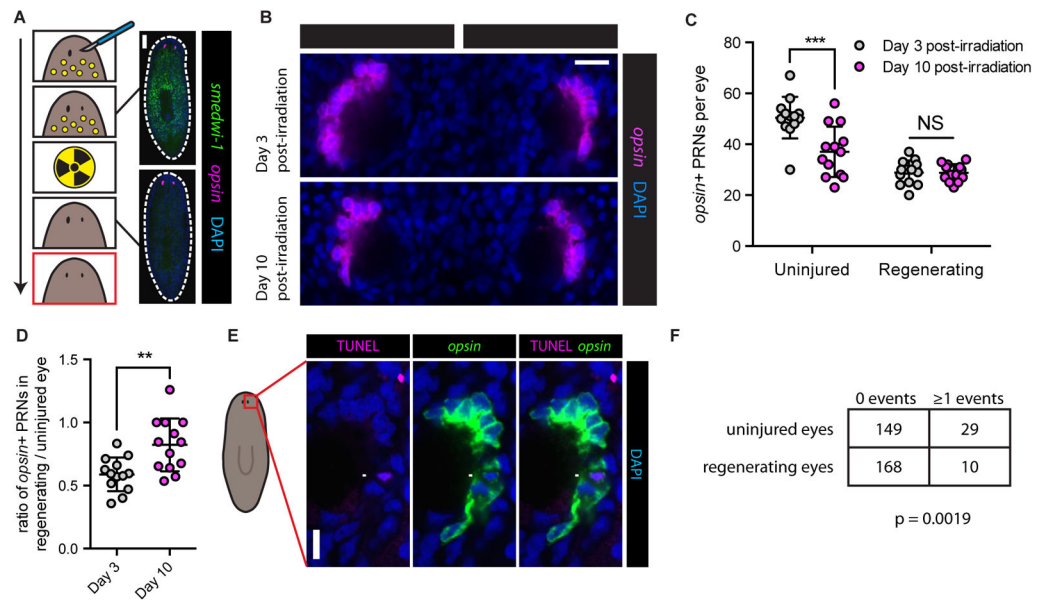 A
smedwi-1 opsin DAPI
B
Day 3
post-irradiation
Day 10
post-irradiation
opsin DAPI
C
opsin+ PRNs per eye
80
60
40
20
0
***
NS
Day 3 post-irradiation
Day 10 post-irradiation
Uninjured
Regenerating
D
ratio of opsin+ PRNs in
regenerating / uninjured eye
1.5
1.0
0.5
0.0
**
Day 3
Day 10
E
TUNEL
opsin
TUNEL opsin
DAPI
F
0 events
≥1 events
uninjured eyes
149
29
regenerating eyes
168
10
p = 0.0019